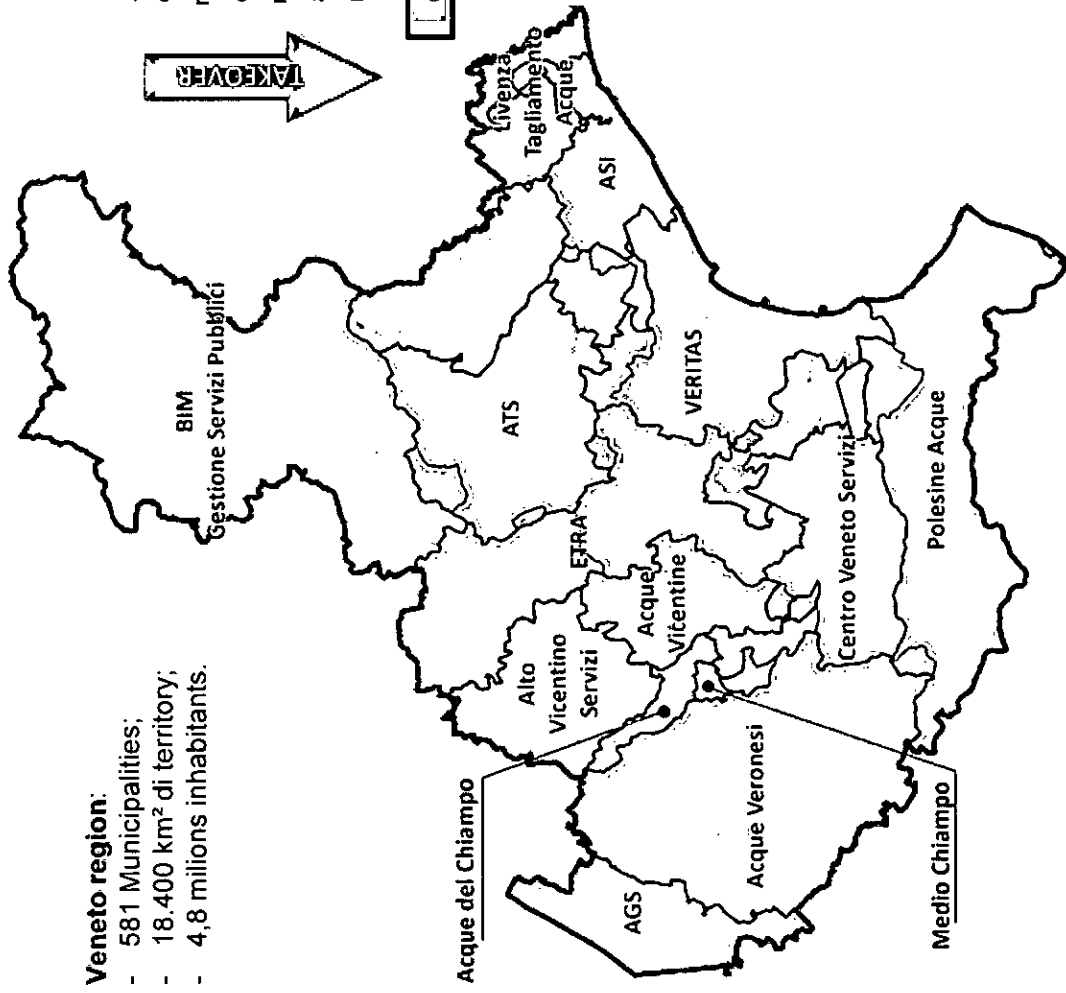 Veneto region:
- 581 Municipalities;
- 18.400 km² di territory;
- 4,8 milions inhabitants.
TAKEOVER
BIM
Gestione Servizi Pubblici
Livenza
Tagliamento
Acque
ASI
ATS
VERITAS
ETRA
Alto
Vicentino
Servizi
Acque
Vicentine
Centro Veneto Servizi
Polesine Acque
Acque del Chiampo
AGS
Acque Veronesi
Medio Chiampo